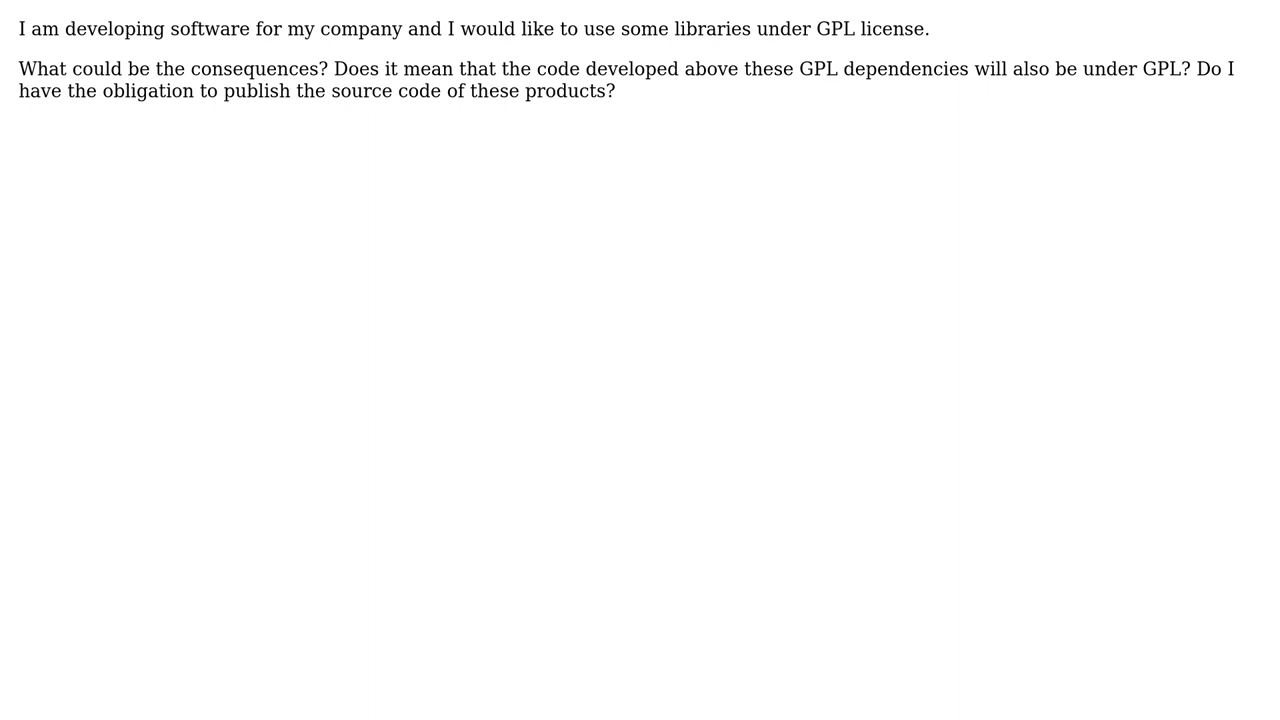 I am developing software for my company and I would like to use some libraries under GPL license.
What could be the consequences? Does it mean that the code developed above these GPL dependencies will also be under GPL? Do I
have the obligation to publish the source code of these products?